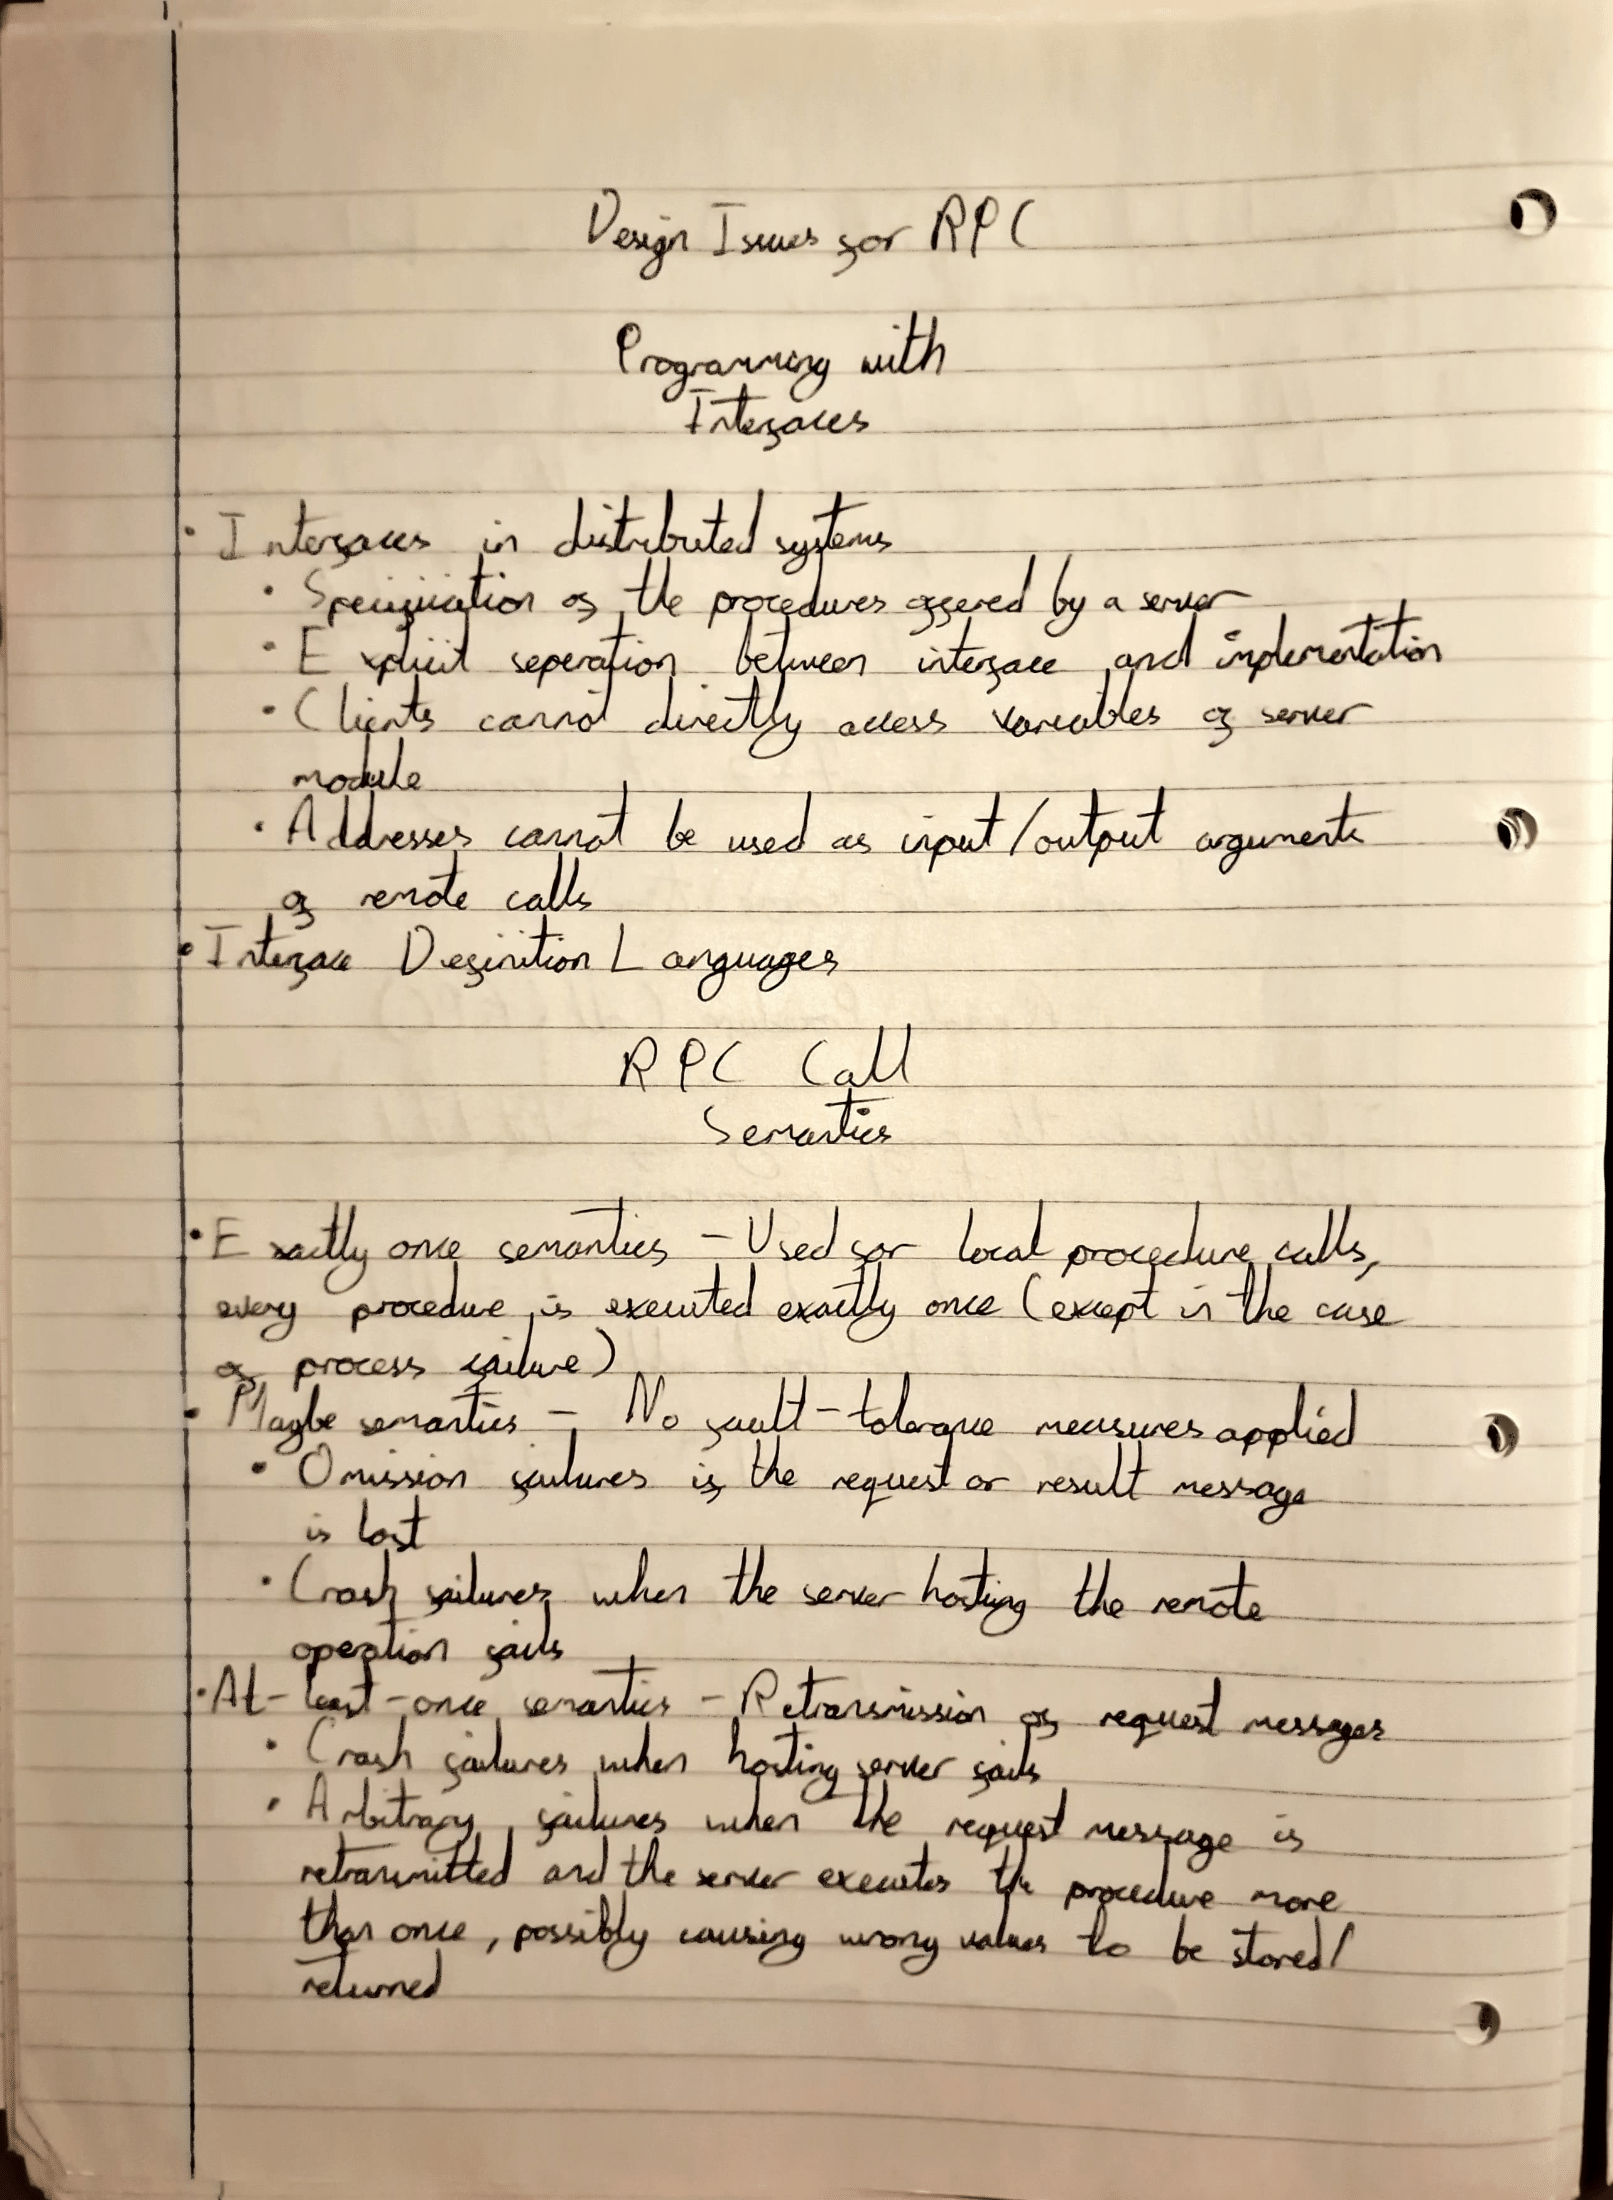 Design Issues for RPC
Programming with
Interfaces
• Interfaces in distributed systems
• Specification of the procedures offered by a server
• Explicit seperation between interface and implementation
• Clients cannot directly access variables of server
module
• Addresses cannot be used as input/output arguments
of remote calls
• Interface Definition Languages
RPC Call
Semantics
• Exactly once semantics - Used for local procedure calls,
every procedure is executed exactly once (except in the case
of process failure)
• Maybe semantics - No fault-tolerance measures applied
• Omission failures if the request or result message
is lost
• Crash failures when the server hosting the remote
operation fails
• At-least-once semantics - Retransmission of request messages
• Crash failures when hosting server fails
• Arbitrary failures when the request message is
retransmitted and the server executes the procedure more
than once, possibly causing wrong values to be stored/
returned